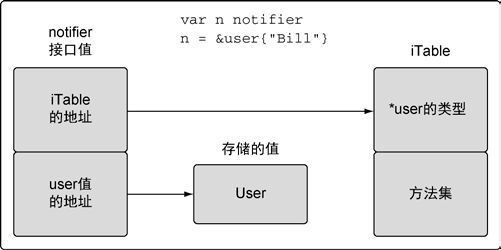 var n notifier
n = &user{"Bill"}
notifier
接口值
iTable
iTable
的地址
*user的类型
存储的值
user值
的地址
User
方法集